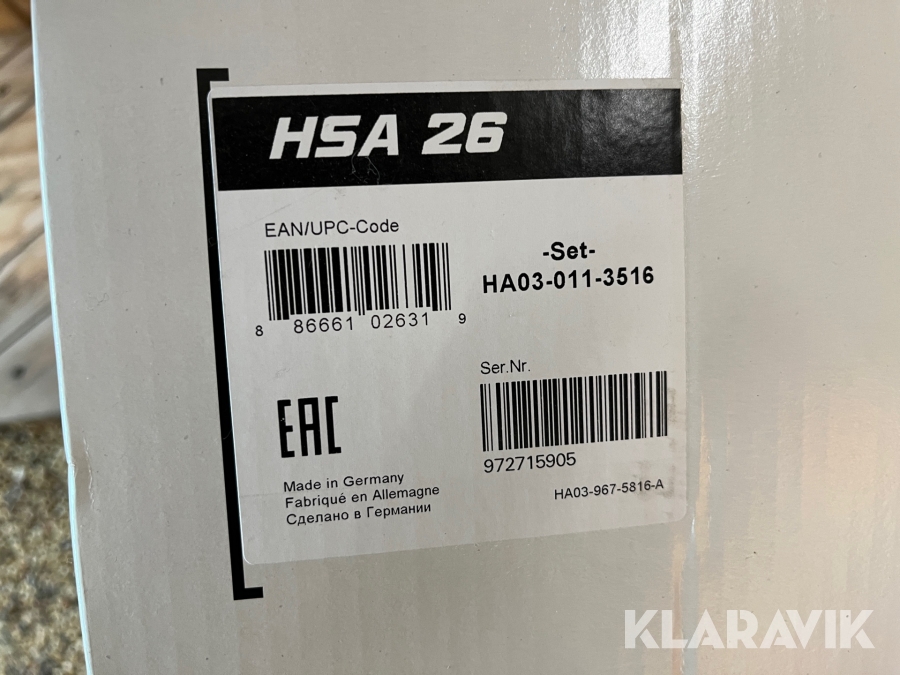 HSA 26
EAN/UPC-Code
8 86661 02631 9
-Set-
HA03-011-3516
Ser.Nr.
972715905
EAC
Made in Germany
Fabriqué en Allemagne
Сделано в Германии
HA03-967-5816-A
KLARAVIK